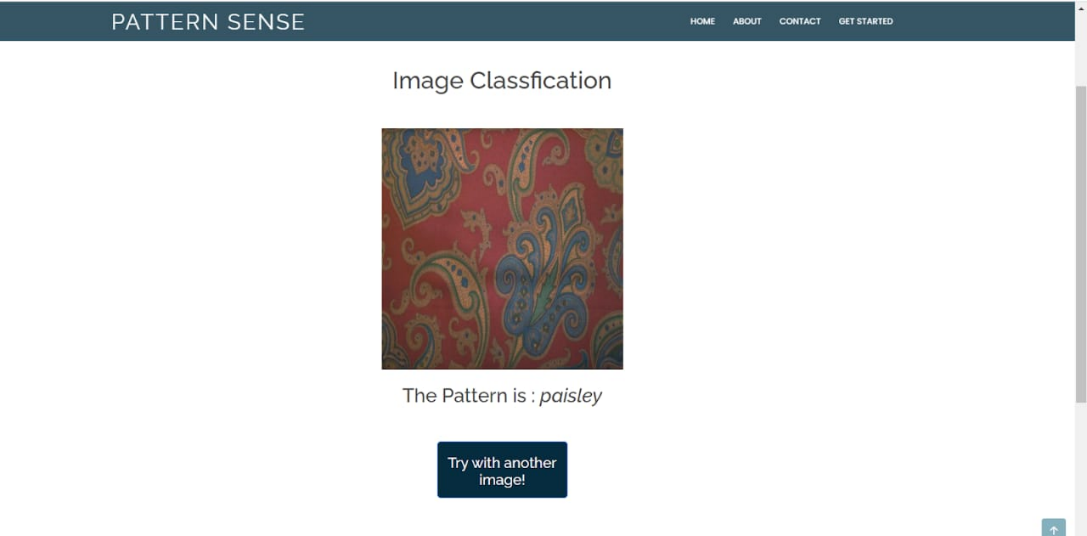 PATTERN SENSE
HOME ABOUT CONTACT GET STARTED
Image Classfication
The Pattern is : paisley
Try with another
image!